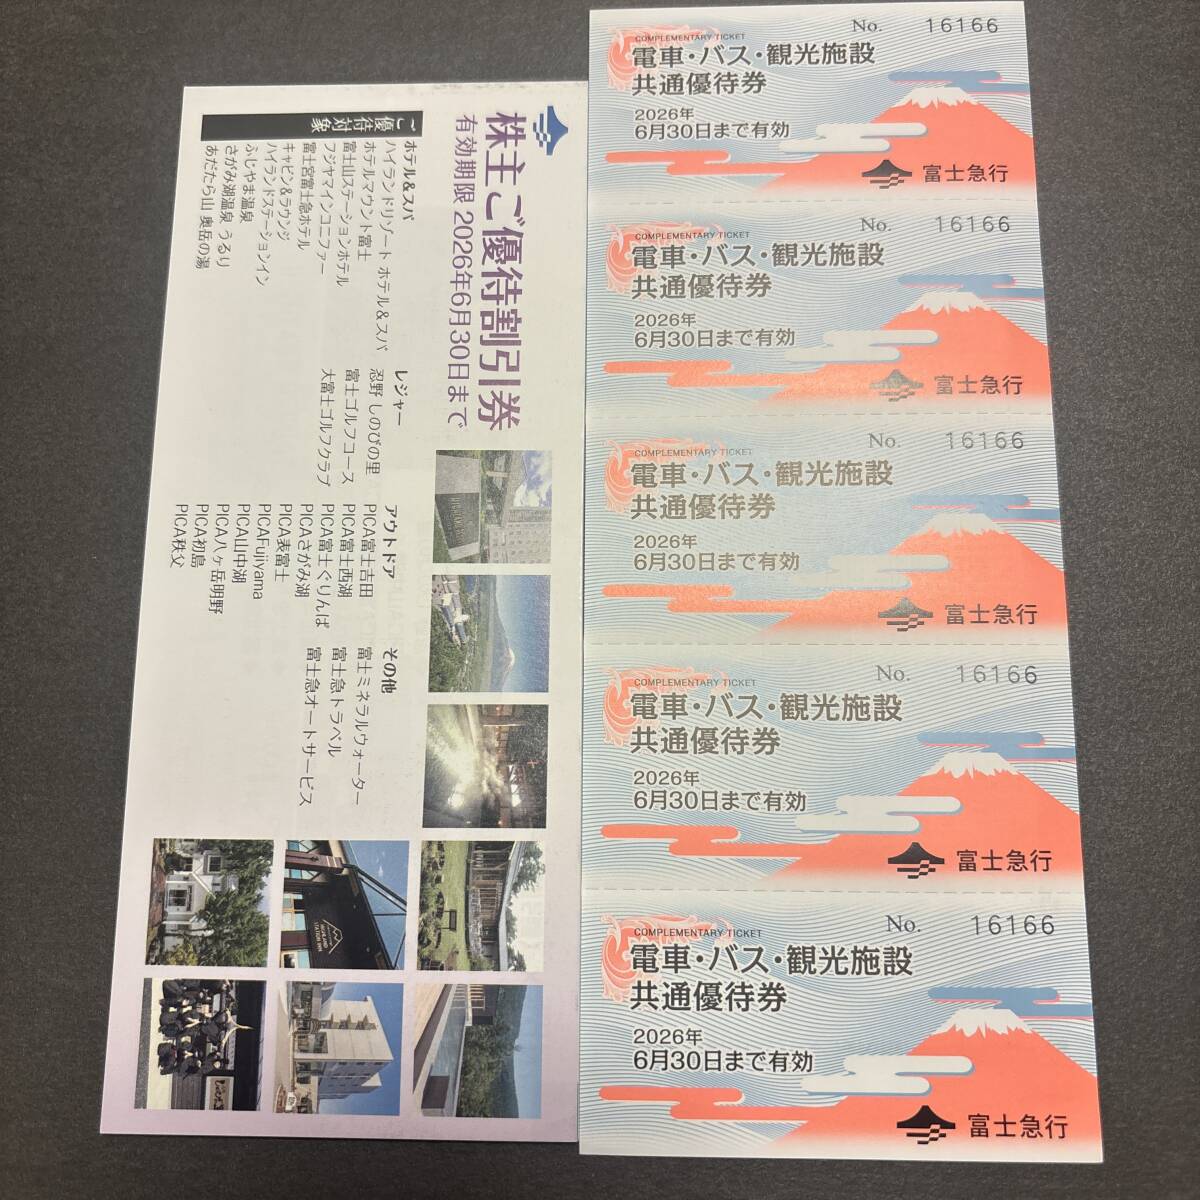 株主ご優待割引券
有効期限 2026年6月30日まで
ご優待対象
ホテル&スパ
ハイランドリゾート ホテル&スパ
ホテルマウント富士
富士山ステーションホテル
フジヤマインユニファー
富士宮富士急ホテル
キャビン&ラウンジ
ハイランドステーションイン
ふじやま温泉
さがみ湖温泉 うるり
あだたら山 奥岳の湯
レジャー
忍野 しのびの里
富士ゴルフコース
大富士ゴルフクラブ
アウトドア
PICA富士吉田
PICA富士西湖
PICA富士ぐりんぱ
PICAさがみ湖
PICA表富士
PICAFujiyama
PICA山中湖
PICA八ヶ岳明野
PICA初島
PICA秩父
その他
富士ミネラルウォーター
富士急トラベル
富士急オートサービス
HIGHLAND
STATION INN
No. 16166
COMPLEMENTARY TICKET
電車・バス・観光施設
共通優待券
2026年
6月30日まで有効
富士急行
No. 16166
COMPLEMENTARY TICKET
電車・バス・観光施設
共通優待券
2026年
6月30日まで有効
富士急行
No. 16166
COMPLEMENTARY TICKET
電車・バス・観光施設
共通優待券
2026年
6月30日まで有効
富士急行
No. 16166
COMPLEMENTARY TICKET
電車・バス・観光施設
共通優待券
2026年
6月30日まで有効
富士急行
No. 16166
COMPLEMENTARY TICKET
電車・バス・観光施設
共通優待券
2026年
6月30日まで有効
富士急行